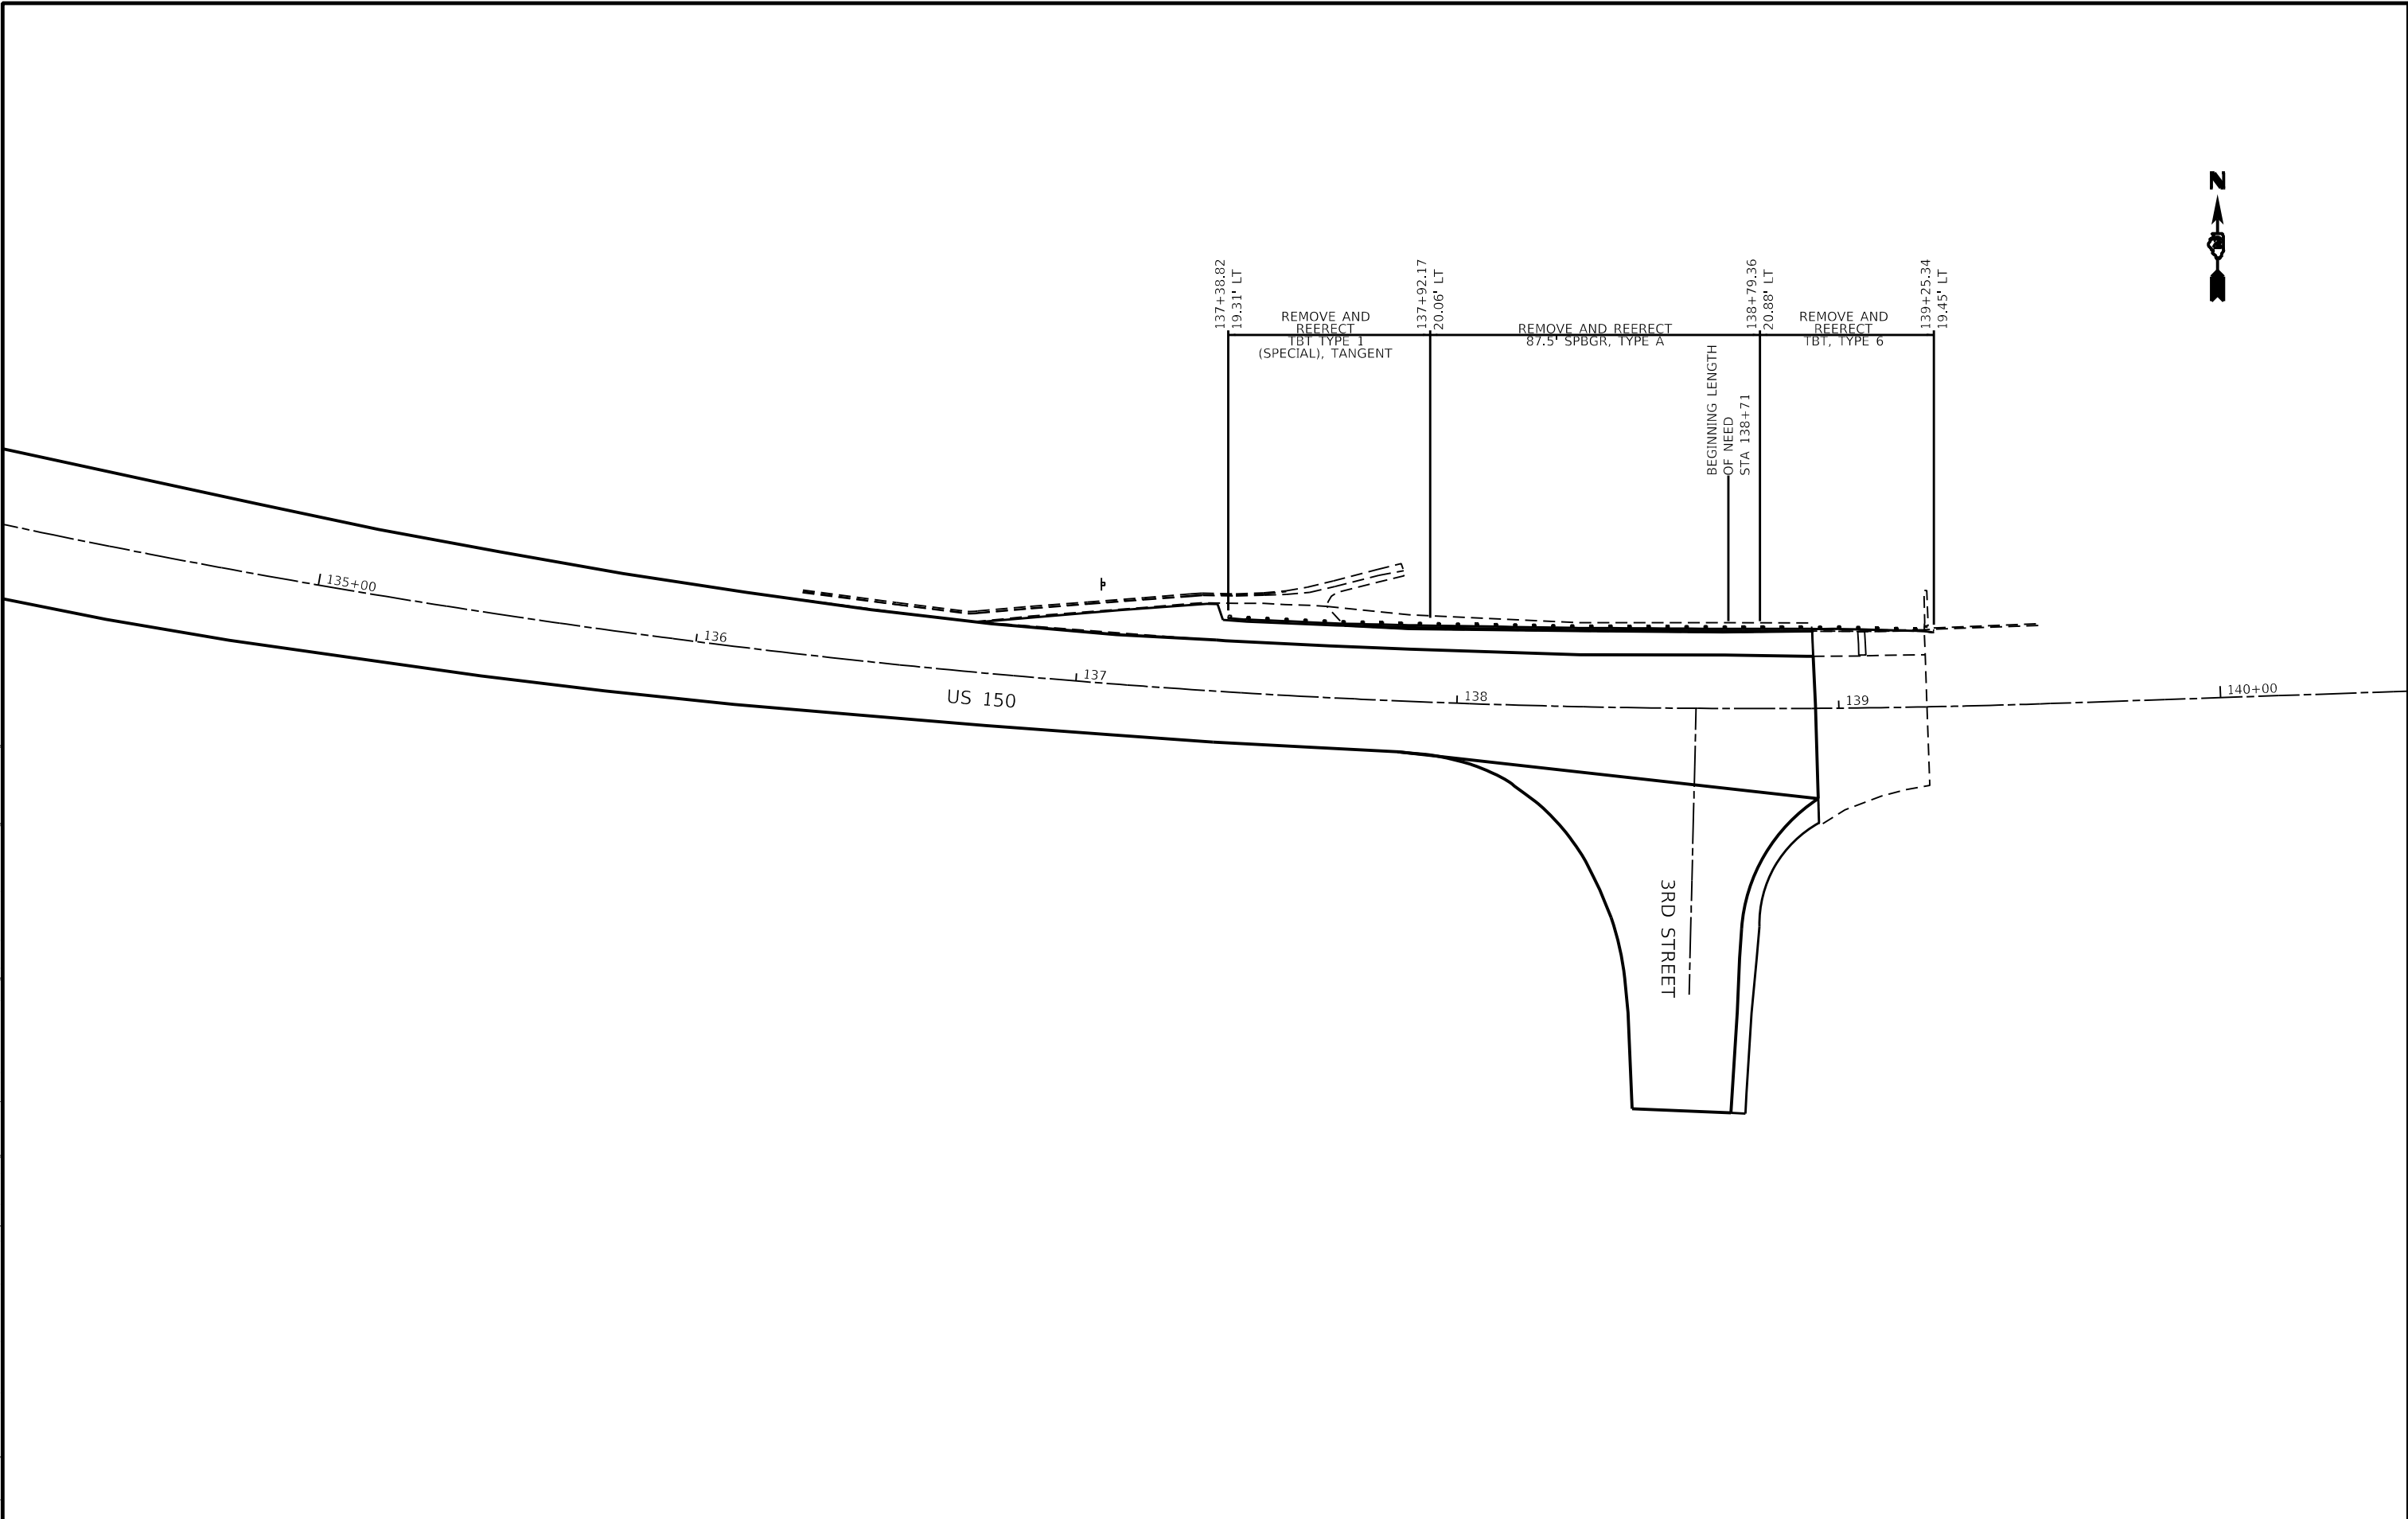 N
137+38.82
19.31' LT
137+92.17
20.06' LT
138+79.36
20.88' LT
139+25.34
19.45' LT
REMOVE AND
REERECT
TBT TYPE 1
(SPECIAL), TANGENT
REMOVE AND REERECT
87.5' SPBGR, TYPE A
REMOVE AND
REERECT
TBT, TYPE 6
BEGINNING LENGTH
OF NEED
STA 138+71
135+00
136
137
138
139
140+00
US 150
3RD STREET